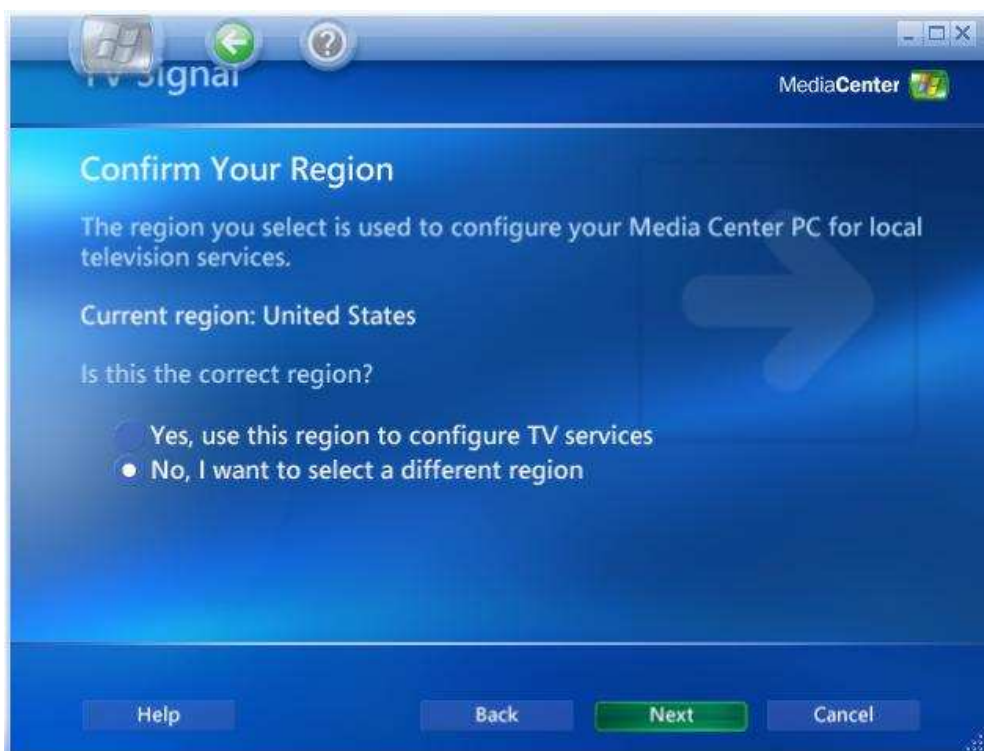 TV Signal
MediaCenter
Confirm Your Region
The region you select is used to configure your Media Center PC for local
television services.
Current region: United States
Is this the correct region?
Yes, use this region to configure TV services
No, I want to select a different region
Help
Back
Next
Cancel